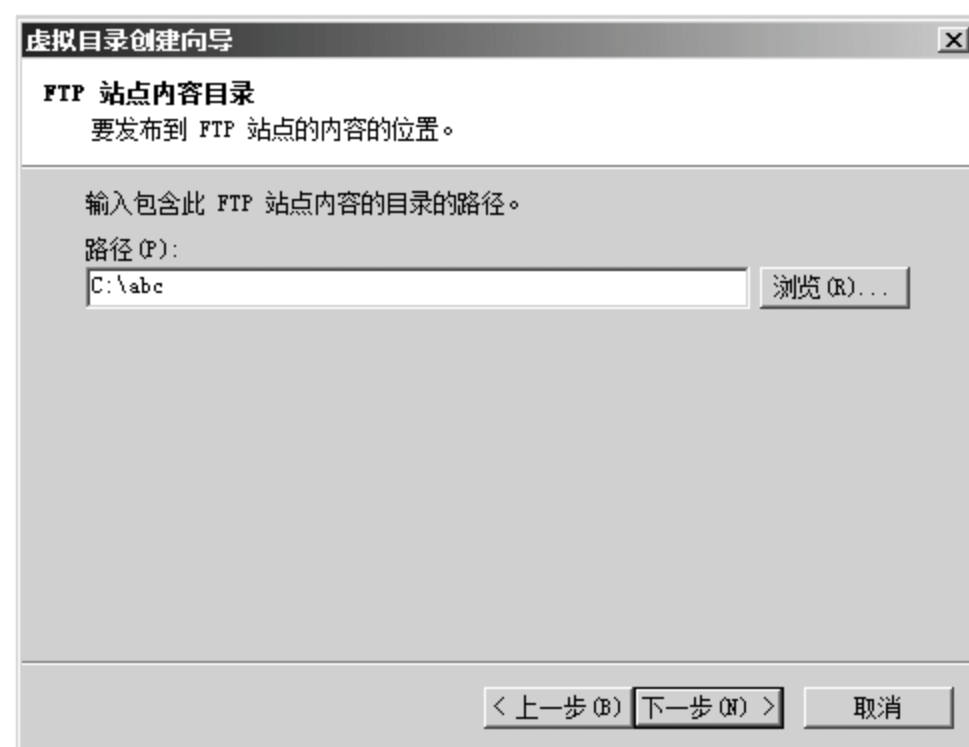 虚拟目录创建向导
FTP 站点内容目录
要发布到 FTP 站点的内容的位置。
输入包含此 FTP 站点内容的目录的路径。
路径(P):
C:\abc
浏览(R)...
< 上一步(B)
下一步(N) >
取消